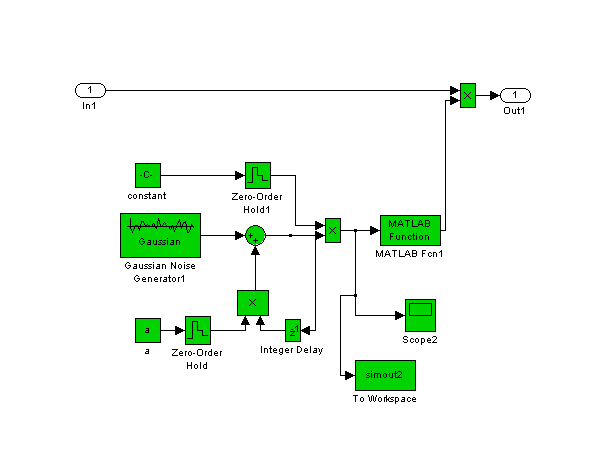 1
In1
×
1
Out1
-C-
constant
Zero-Order
Hold1
Gaussian
Gaussian Noise
Generator1
+
+
×
MATLAB
Function
MATLAB Fcn1
×
a
a
Zero-Order
Hold
Integer Delay
Scope2
simout2
To Workspace